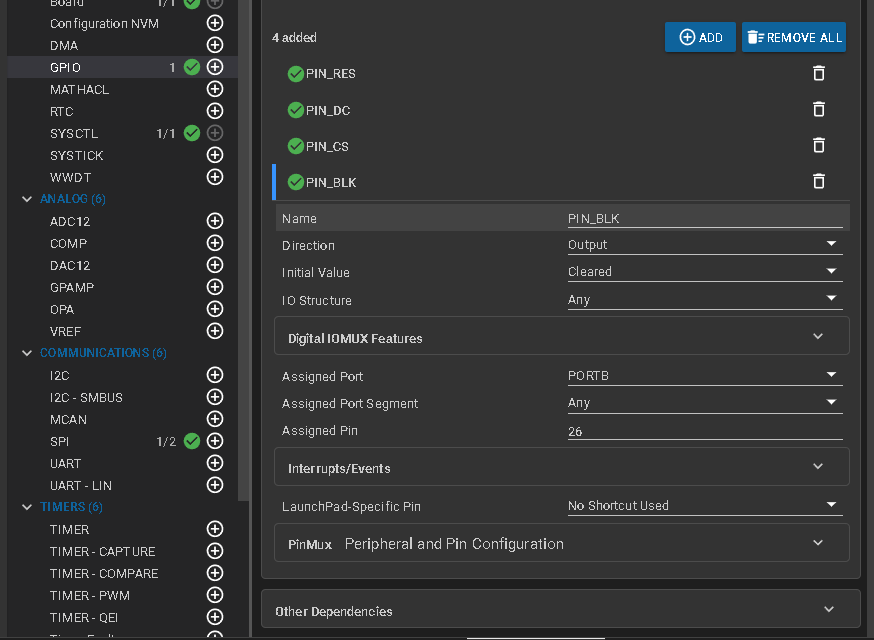 Board 1/1
Configuration NVM
DMA
GPIO 1
MATHACL
RTC
SYSCTL 1/1
SYSTICK
WWDT
ANALOG (6)
ADC12
COMP
DAC12
GPAMP
OPA
VREF
COMMUNICATIONS (6)
I2C
I2C - SMBUS
MCAN
SPI 1/2
UART
UART - LIN
TIMERS (6)
TIMER
TIMER - CAPTURE
TIMER - COMPARE
TIMER - PWM
TIMER - QEI
4 added
ADD
REMOVE ALL
PIN_RES
PIN_DC
PIN_CS
PIN_BLK
Name PIN_BLK
Direction Output
Initial Value Cleared
IO Structure Any
Digital IOMUX Features
Assigned Port PORTB
Assigned Port Segment Any
Assigned Pin 26
Interrupts/Events
LaunchPad-Specific Pin No Shortcut Used
PinMux Peripheral and Pin Configuration
Other Dependencies